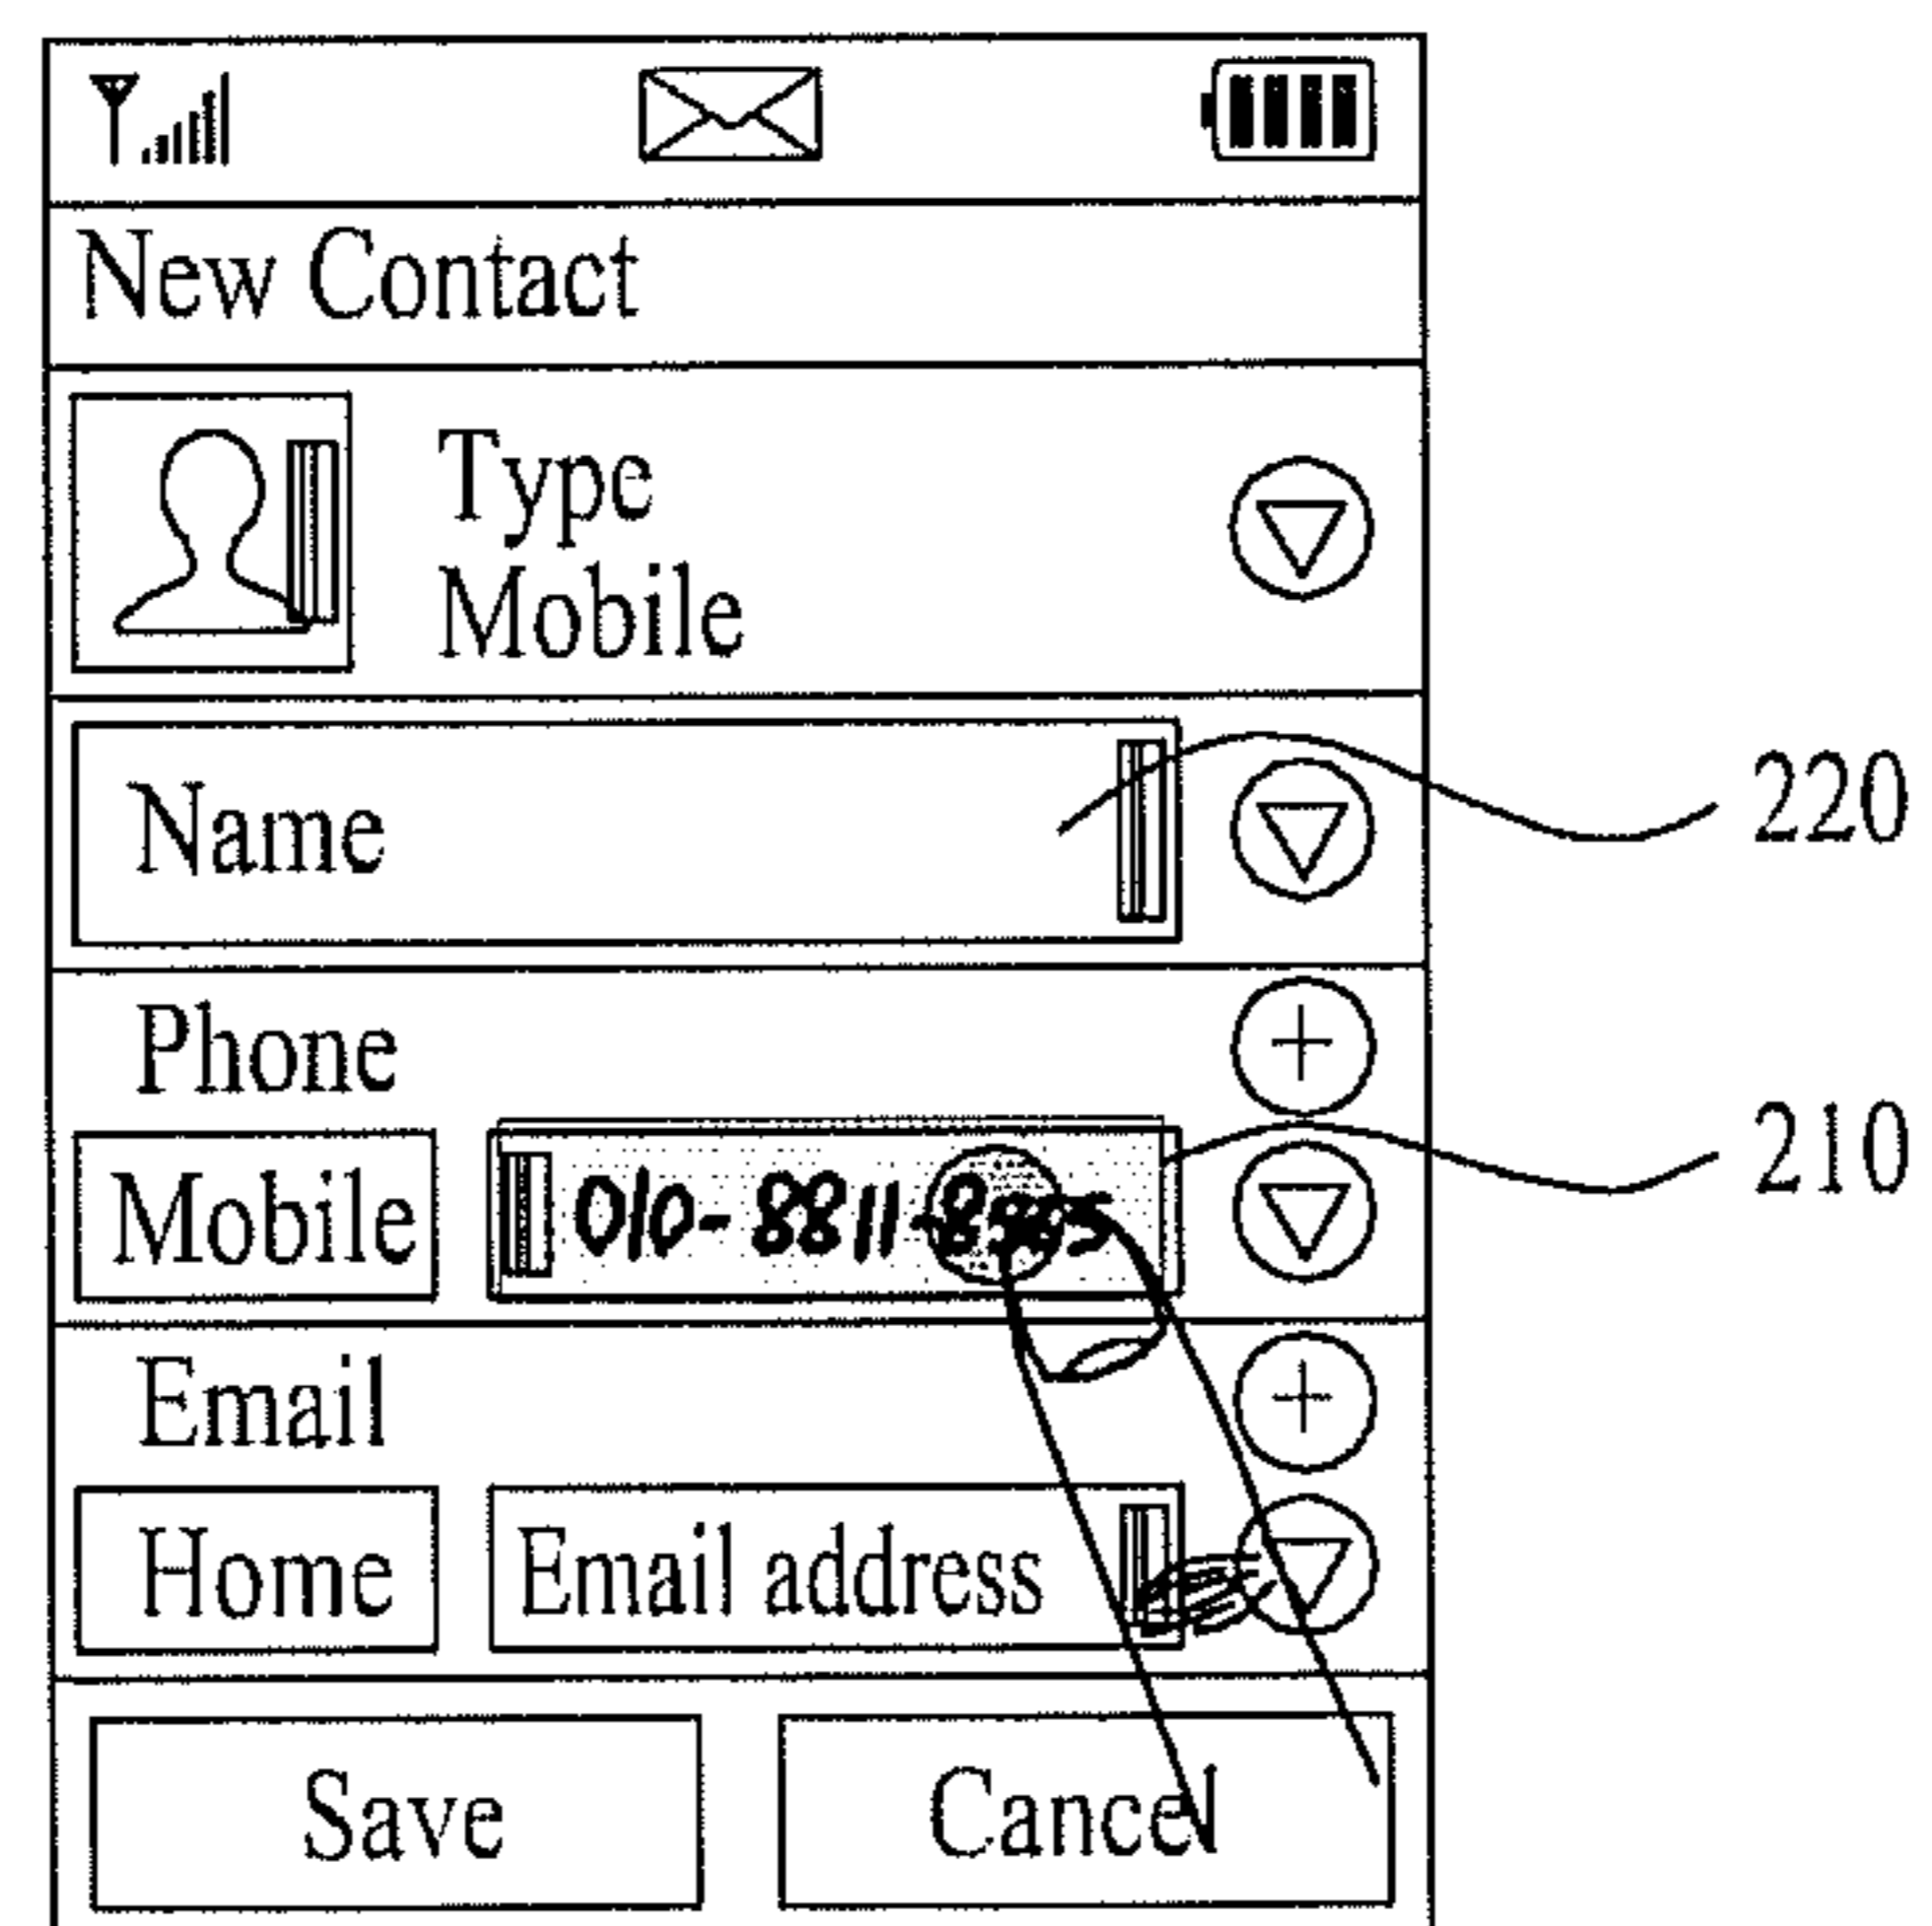 New Contact
Type
Mobile
Name
220
Phone
210
Mobile 010-8811-
Email
Home Email address
Save Cancel